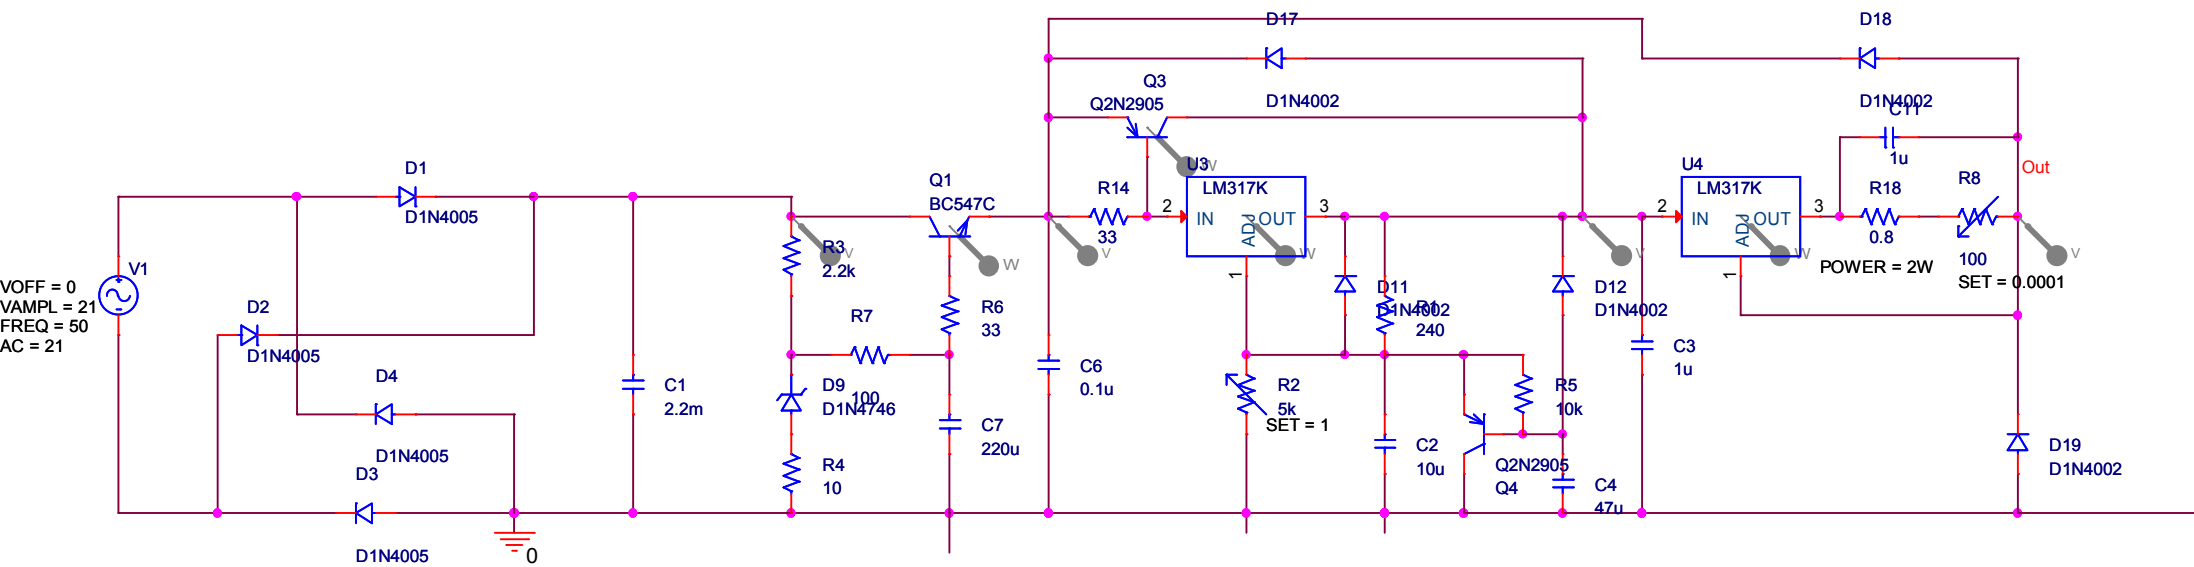 D17
D18
Q3
Q2N2905
D1N4002
D1N4002
C11
1u
D1
D1N4005
Q1
BC547C
U3
LM317K
IN
OUT
ADJ
2
3
1
W
R14
33
U4
LM317K
IN
OUT
ADJ
2
3
1
W
R18
0.8
POWER = 2W
R8
100
SET = 0.0001
Out
V
V1
VOFF = 0
VAMPL = 21
FREQ = 50
AC = 21
D2
D1N4005
R3
2.2k
V
W
V
V
R7
100
R6
33
D11
D1N4002
R1
240
D12
D1N4002
C3
1u
D4
D1N4005
C1
2.2m
D9
D1N4746
C6
0.1u
R2
5k
SET = 1
R5
10k
D3
D1N4005
R4
10
C7
220u
C2
10u
Q2N2905
Q4
C4
47u
D19
D1N4002
0